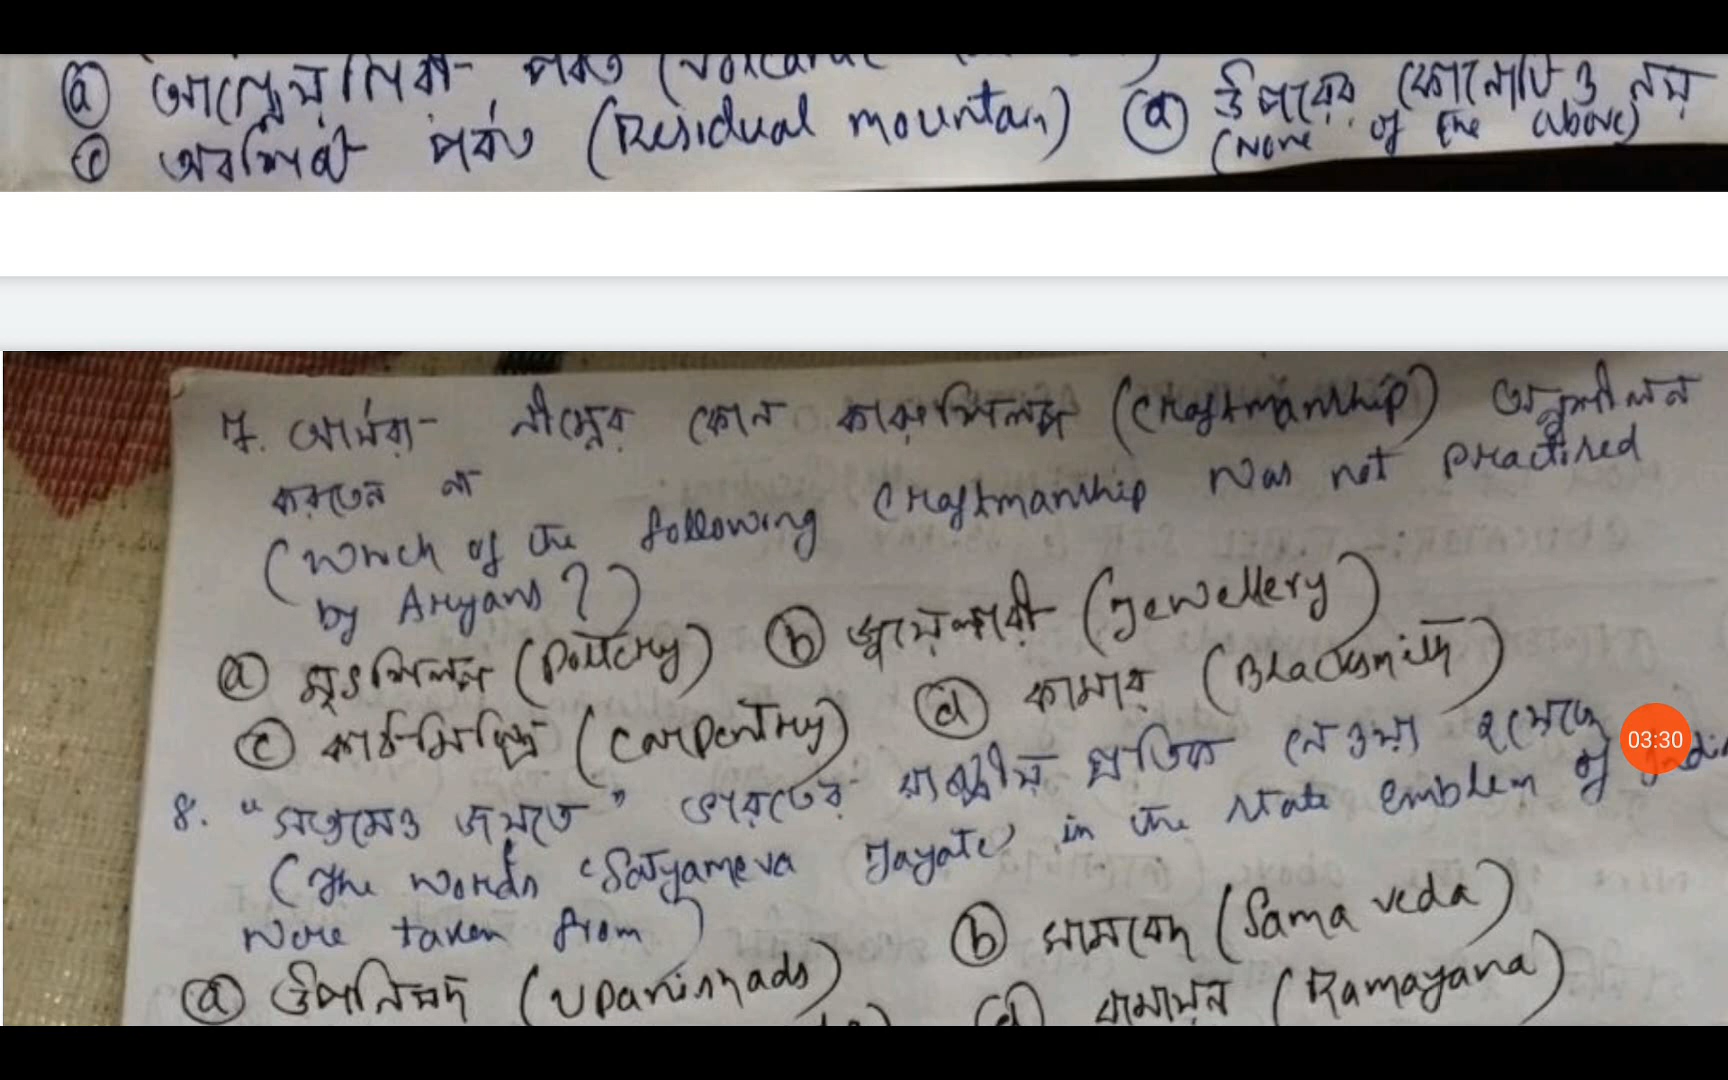 ⓐ আগ্নেয়গিরি পর্বত (Volcanic
ⓒ অবশিষ্ট পর্বত (Residual mountain) ⓓ উপরের কোনোটিও নয়
(None of the above)
7. আর্যরা- নীম্নের কোন কারুশিল্প (Craftmanship) অনুশীলন
করতেন না
(Which of the following Craftmanship was not practised
by Aryans?)
ⓐ মৃৎশিল্প (Pottery) ⓑ জুয়েলারী (Jewellery)
ⓒ কাঠমিস্ত্রি (Carpentry) ⓓ কামার (Blacksmith)
8. "সত্যমেও জয়তে" ভারতের রাষ্ট্রীয় প্রতিক নেওয়া হয়েছে
(The words 'Satyameva Jayate' in the state emblem of India
were taken from)
ⓐ উপনিষদ (Upanishads) ⓑ সামবেদ (Sama veda)
ⓓ রামায়ন (Ramayana)
03:30